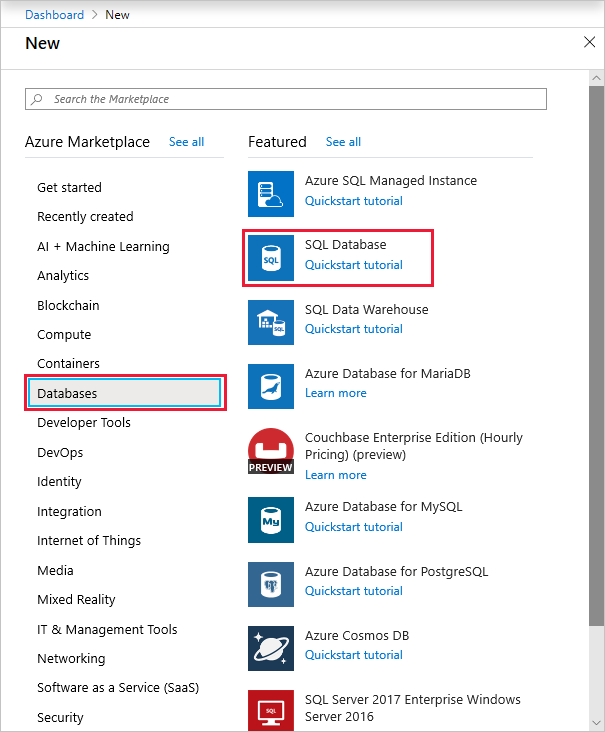 Dashboard > New
New
Search the Marketplace
Azure Marketplace See all
Get started
Recently created
AI + Machine Learning
Analytics
Blockchain
Compute
Containers
Databases
Developer Tools
DevOps
Identity
Integration
Internet of Things
Media
Mixed Reality
IT & Management Tools
Networking
Software as a Service (SaaS)
Security
Featured See all
Azure SQL Managed Instance
Quickstart tutorial
SQL
SQL Database
Quickstart tutorial
SQL
SQL Data Warehouse
Quickstart tutorial
Azure Database for MariaDB
Learn more
PREVIEW
Couchbase Enterprise Edition (Hourly
Pricing) (preview)
Learn more
My
Azure Database for MySQL
Quickstart tutorial
Azure Database for PostgreSQL
Quickstart tutorial
Azure Cosmos DB
Quickstart tutorial
SQL
SQL Server 2017 Enterprise Windows
Server 2016